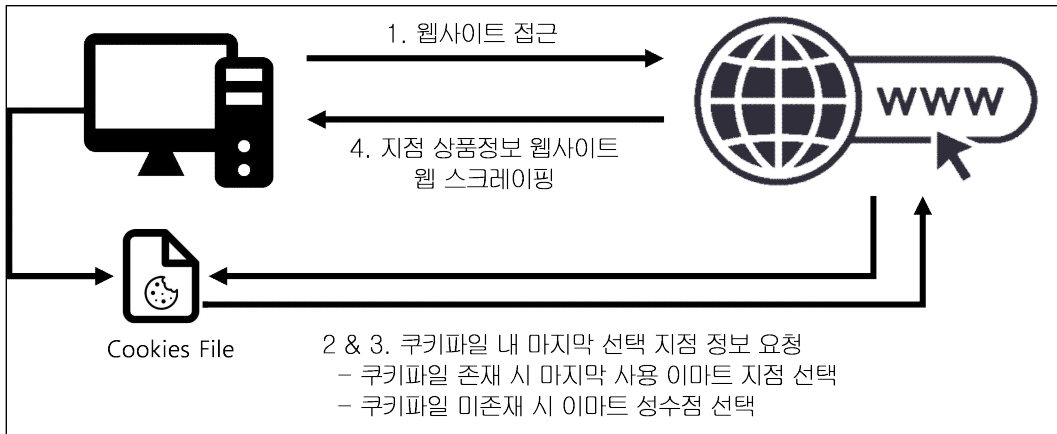 1. 웹사이트 접근
www
4. 지점 상품정보 웹사이트
웹 스크레이핑
Cookies File
2 & 3. 쿠키파일 내 마지막 선택 지점 정보 요청
– 쿠키파일 존재 시 마지막 사용 이마트 지점 선택
– 쿠키파일 미존재 시 이마트 성수점 선택